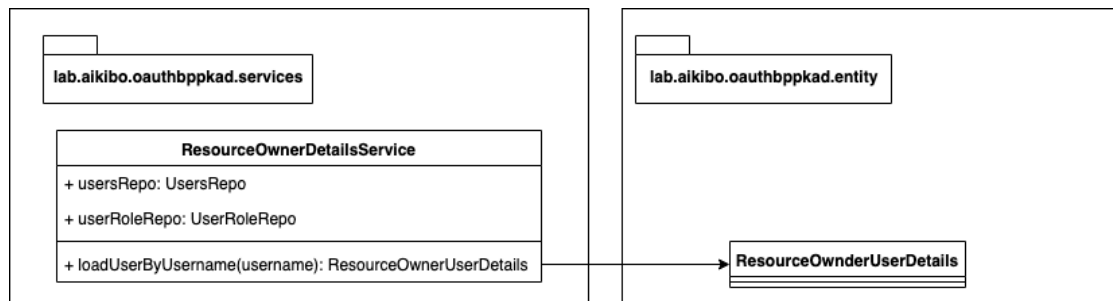 lab.aikibo.oauthbppkad.services
ResourceOwnerDetailsService
+ usersRepo: UsersRepo
+ userRoleRepo: UserRoleRepo
+ loadUserByUsername(username): ResourceOwnerUserDetails
lab.aikibo.oauthbppkad.entity
ResourceOwnderUserDetails